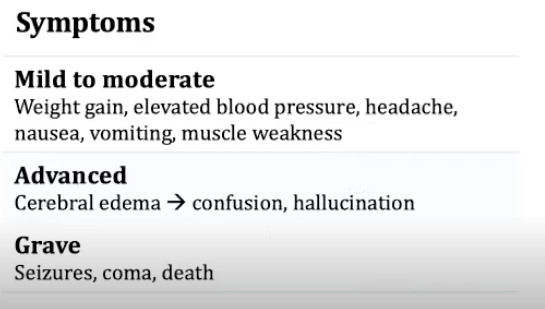 Symptoms
Mild to moderate
Weight gain, elevated blood pressure, headache,
nausea, vomiting, muscle weakness
Advanced
Cerebral edema → confusion, hallucination
Grave
Seizures, coma, death